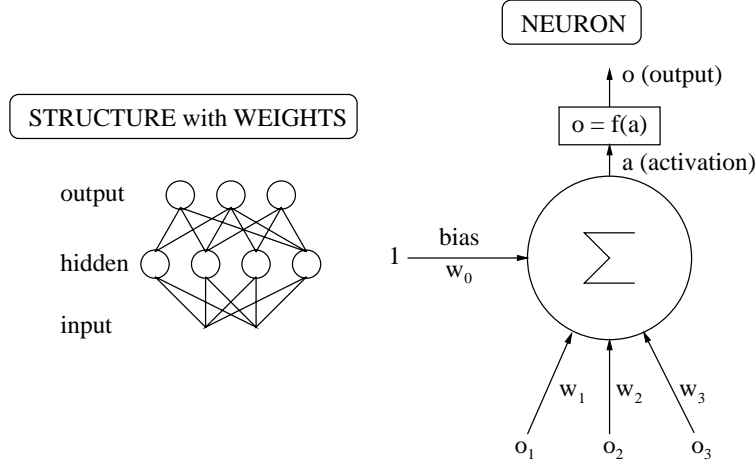 NEURON
o (output)
STRUCTURE with WEIGHTS
o = f(a)
a (activation)
output
bias
hidden
1
w₀
Σ
input
w₁
w₂
w₃
o₁
o₂
o₃